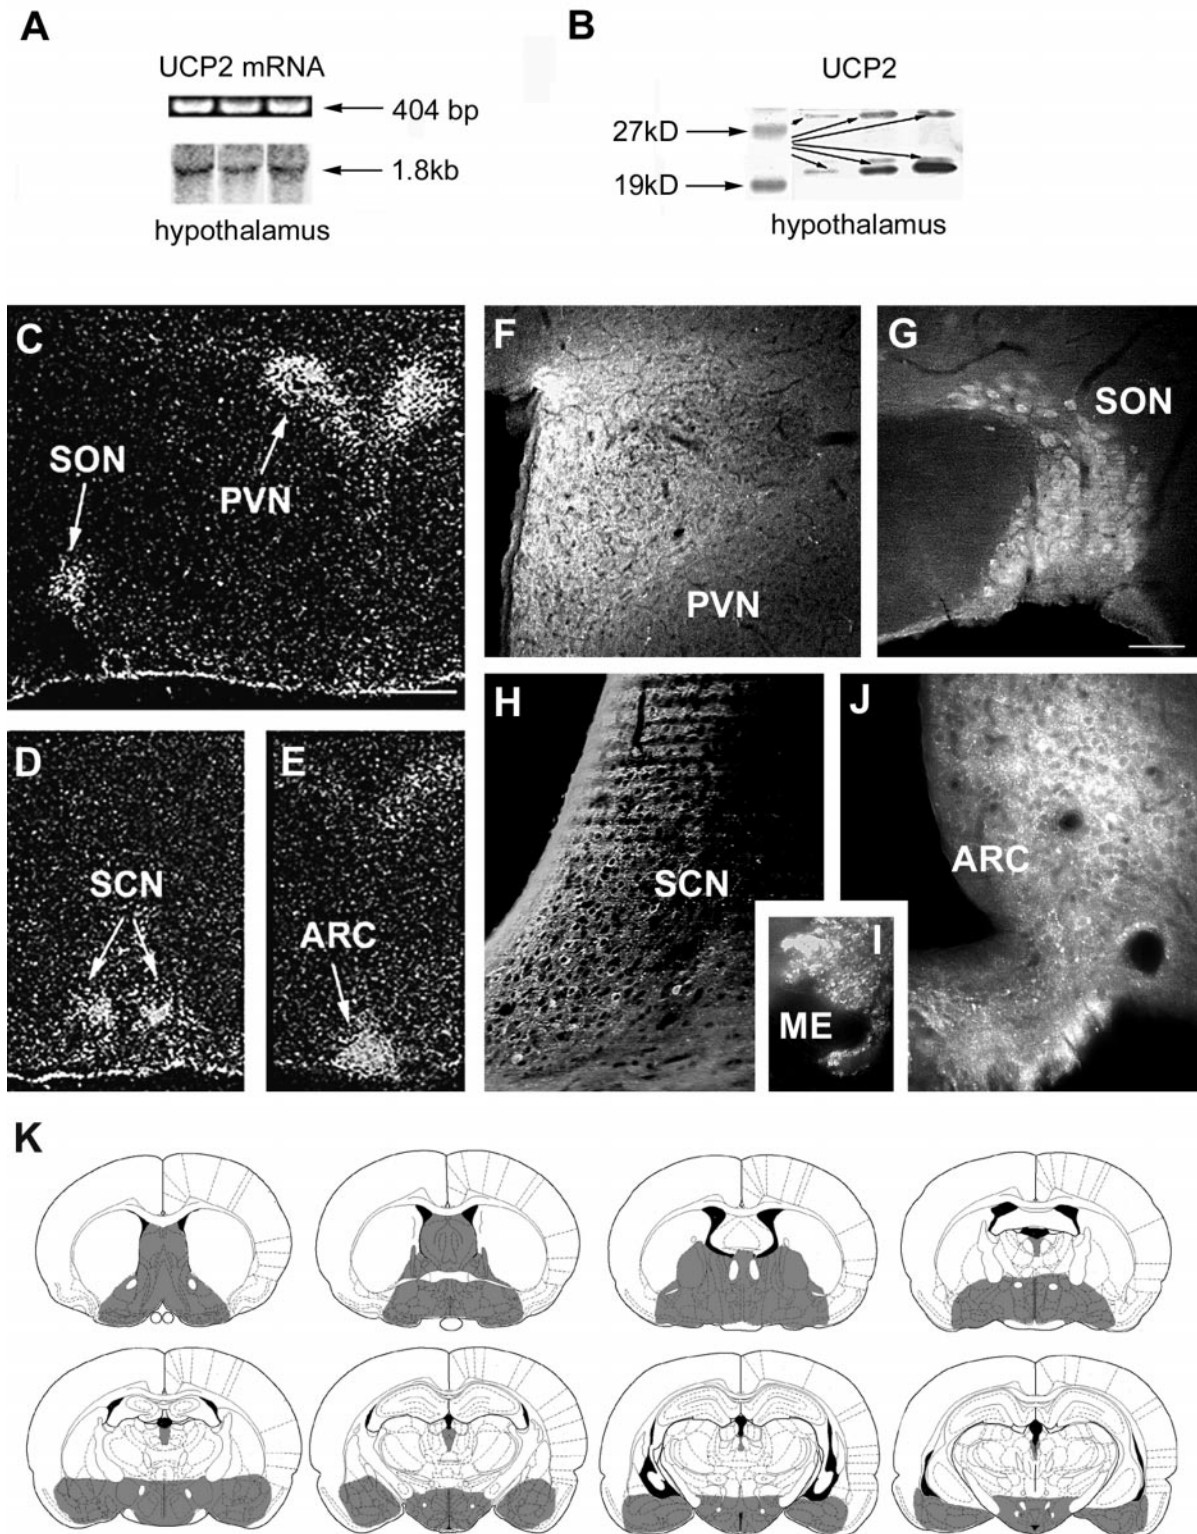 A
UCP2 mRNA
404 bp
1.8kb
hypothalamus
B
UCP2
27kD
19kD
hypothalamus
C
SON
PVN
F
PVN
G
SON
D
SCN
E
ARC
H
SCN
I
ME
J
ARC
K